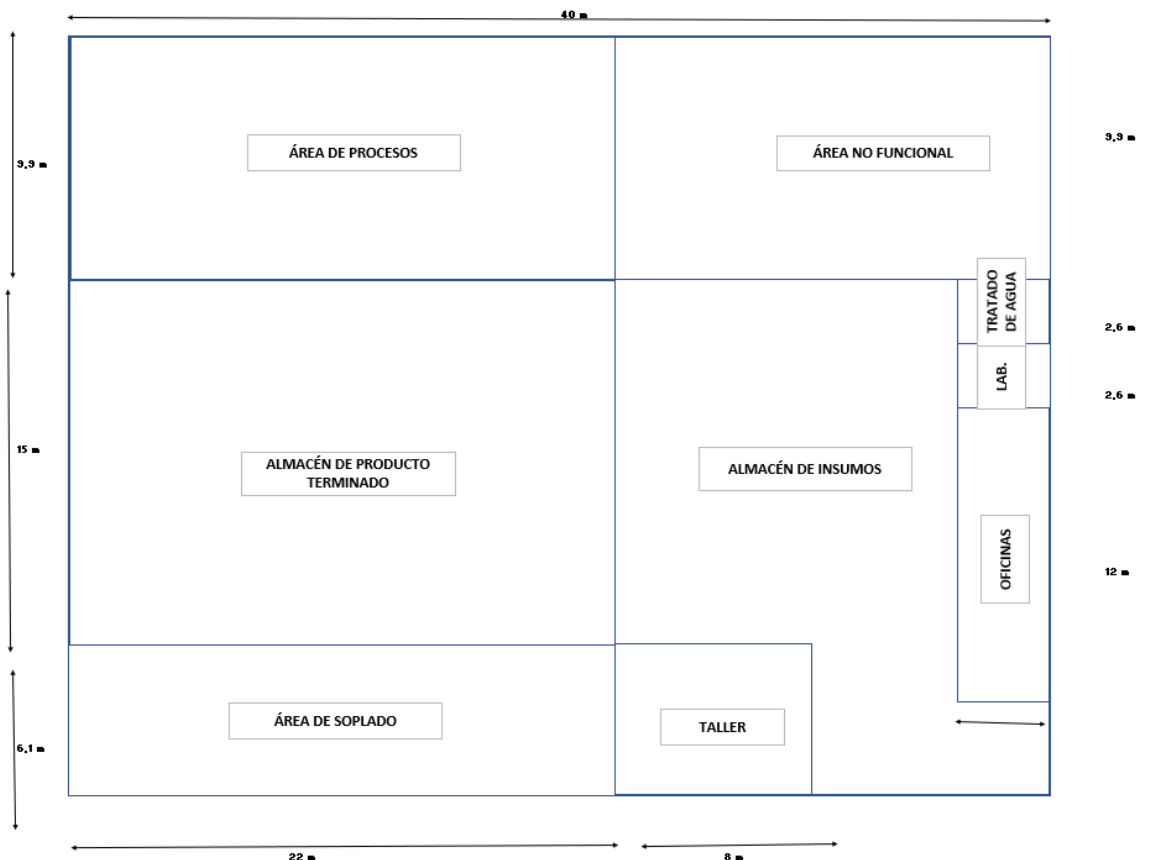 40 m
ÁREA DE PROCESOS
ÁREA NO FUNCIONAL
9,9 m
9,9 m
TRATADO
DE AGUA
2,6 m
LAB.
2,6 m
15 m
ALMACÉN DE PRODUCTO
TERMINADO
ALMACÉN DE INSUMOS
OFICINAS
12 m
ÁREA DE SOPLADO
TALLER
6,1 m
22 m
8 m